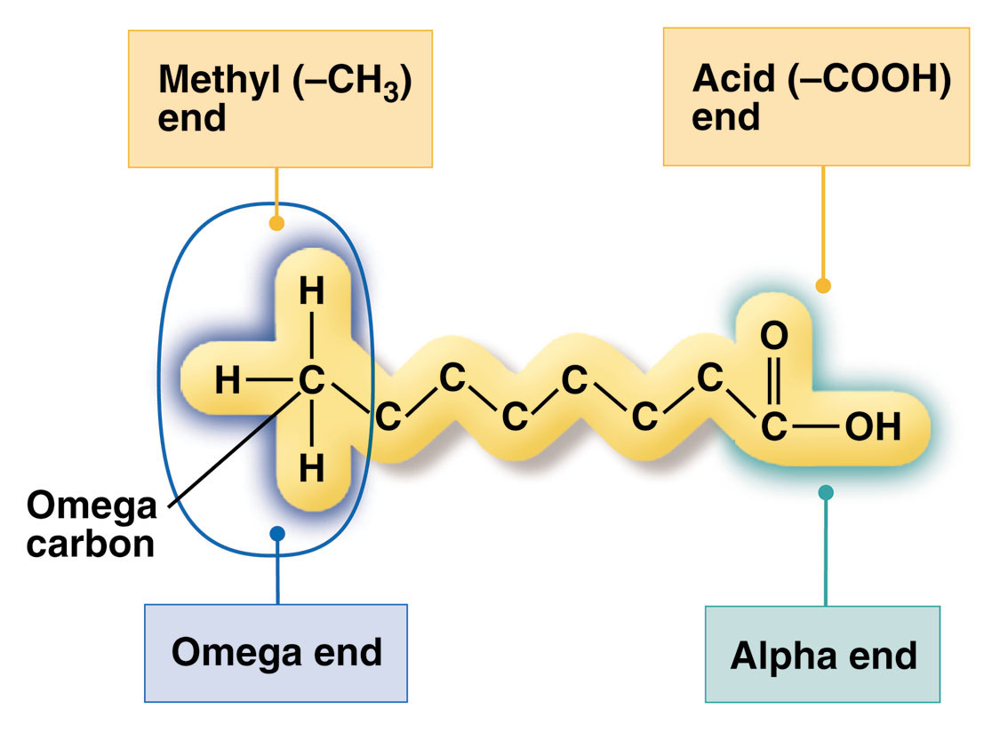 Methyl (–CH₃)
end
Acid (–COOH)
end
H
O
H C C C C
C C C C OH
H
Omega
carbon
Omega end
Alpha end